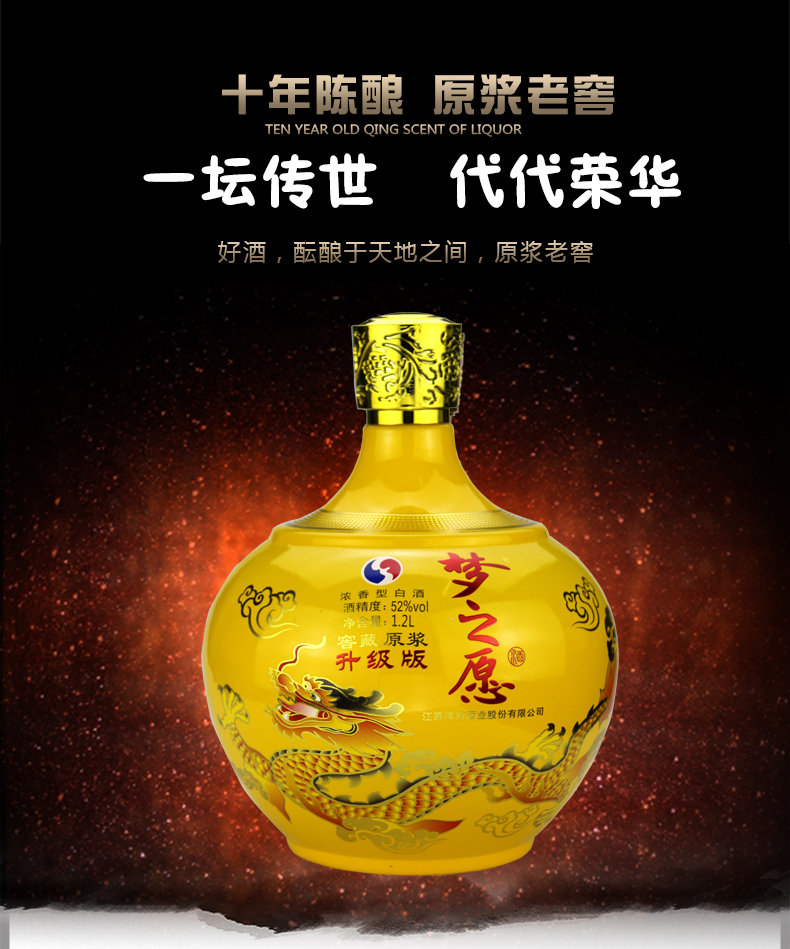 十年陈酿 原浆老窖
TEN YEAR OLD QING SCENT OF LIQUOR
一坛传世 代代荣华
好酒，酝酿于天地之间，原浆老窖
浓香型白酒
酒精度：52%vol
净含量：1.2L
窖藏原浆
升级版
梦之愿
酒
江苏洋府酒业股份有限公司